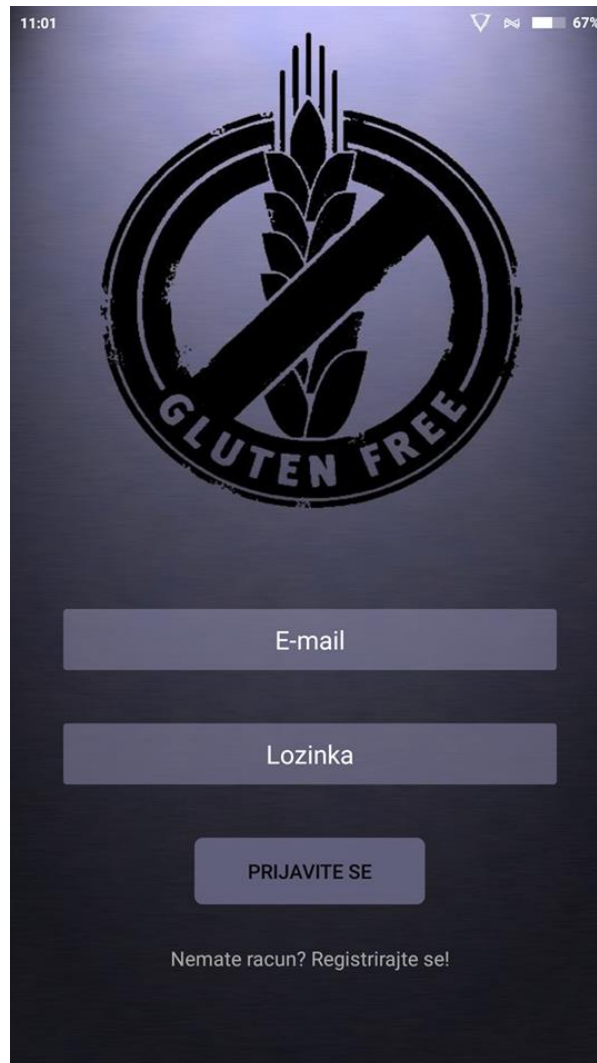 11:01
67%
GLUTEN FREE
E-mail
Lozinka
PRIJAVITE SE
Nemate racun? Registrirajte se!